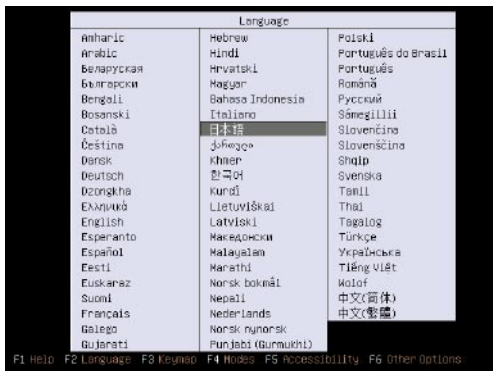 Language
Amharic
Arabic
Беларуская
Български
Bengali
Bosanski
Català
Čeština
Dansk
Deutsch
Dzongkha
Ελληνικά
English
Esperanto
Español
Eesti
Euskaraz
Suomi
Français
Galego
Gujarati
Hebrew
Hindi
Hrvatski
Magyar
Bahasa Indonesia
Italiano
日本語
ქართული
Khmer
한국어
Kurdî
Lietuviškai
Latviski
Македонски
Malayalam
Marathi
Norsk bokmål
Nepali
Nederlands
Norsk nynorsk
Punjabi (Gurmukhi)
Polski
Português do Brasil
Português
Română
Русский
Sámegillii
Slovenčina
Slovenščina
Shqip
Svenska
Tamil
Thai
Tagalog
Türkçe
Українська
Tiếng Việt
Wolof
中文(简体)
中文(繁體)
F1 Help F2 Language F3 Keymap F4 Modes F5 Accessibility F6 Other Options